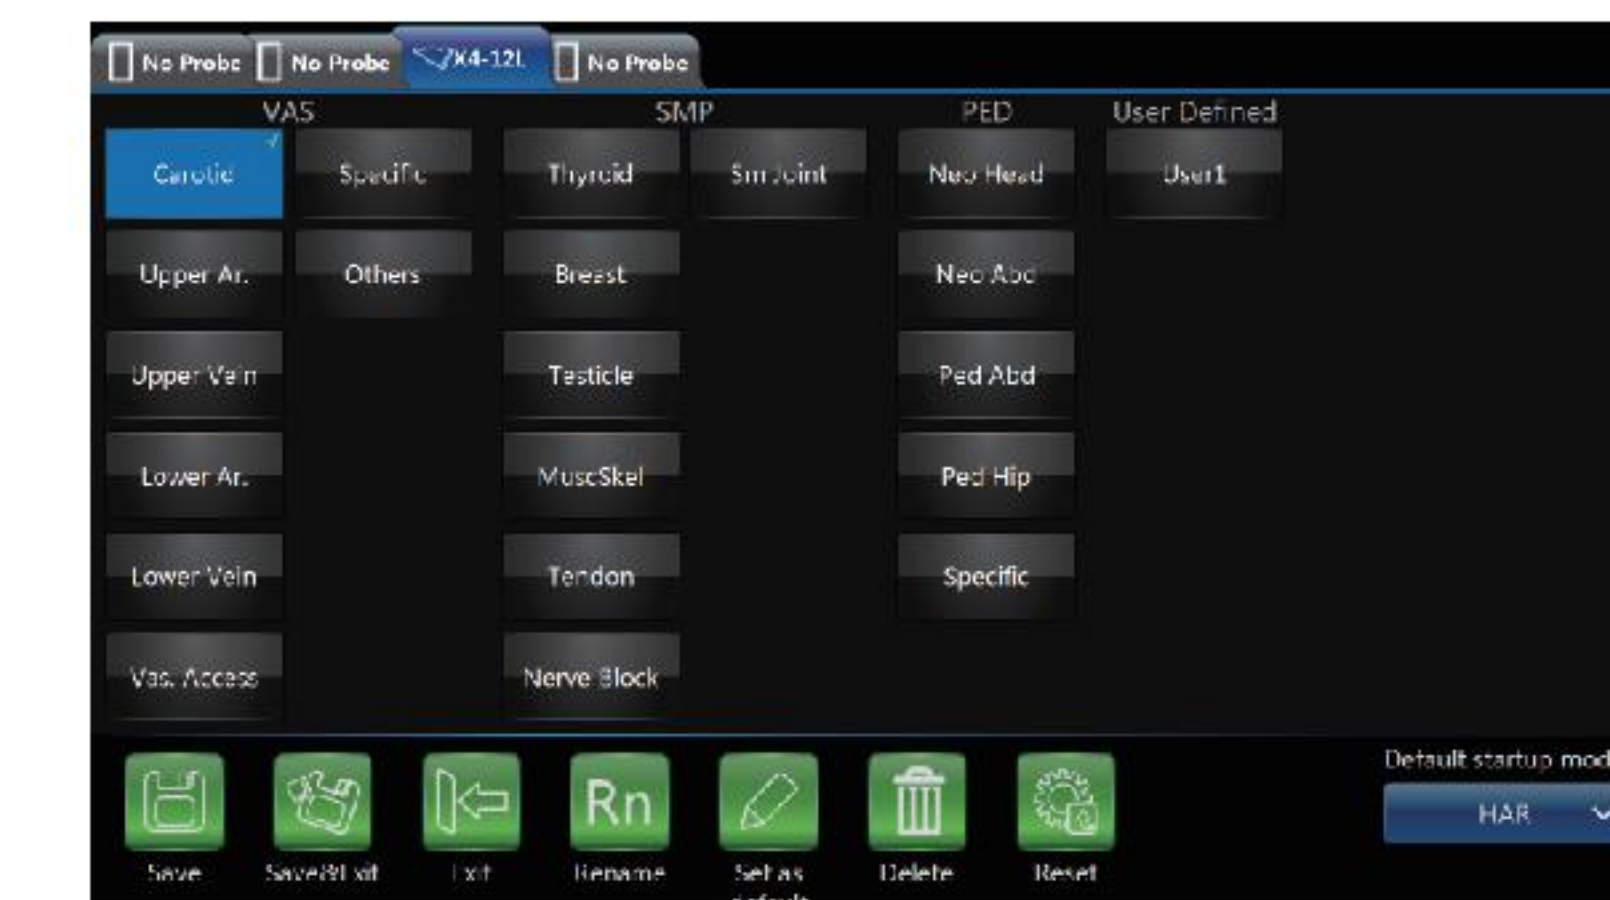 No Probe No Probe X4-12L No Probe
VAS SMP PED User Defined
Carotid Specific Thyroid Sm Joint Neo Head User1
Upper Ar. Others Breast Neo Abd
Upper Vein Testicle Ped Abd
Lower Ar. MuscSkel Ped Hip
Lower Vein Tendon Specific
Vas. Access Nerve Block
Default startup mod
HAR
Rn
Save Save&Exit Exit Rename Set as default Delete Reset